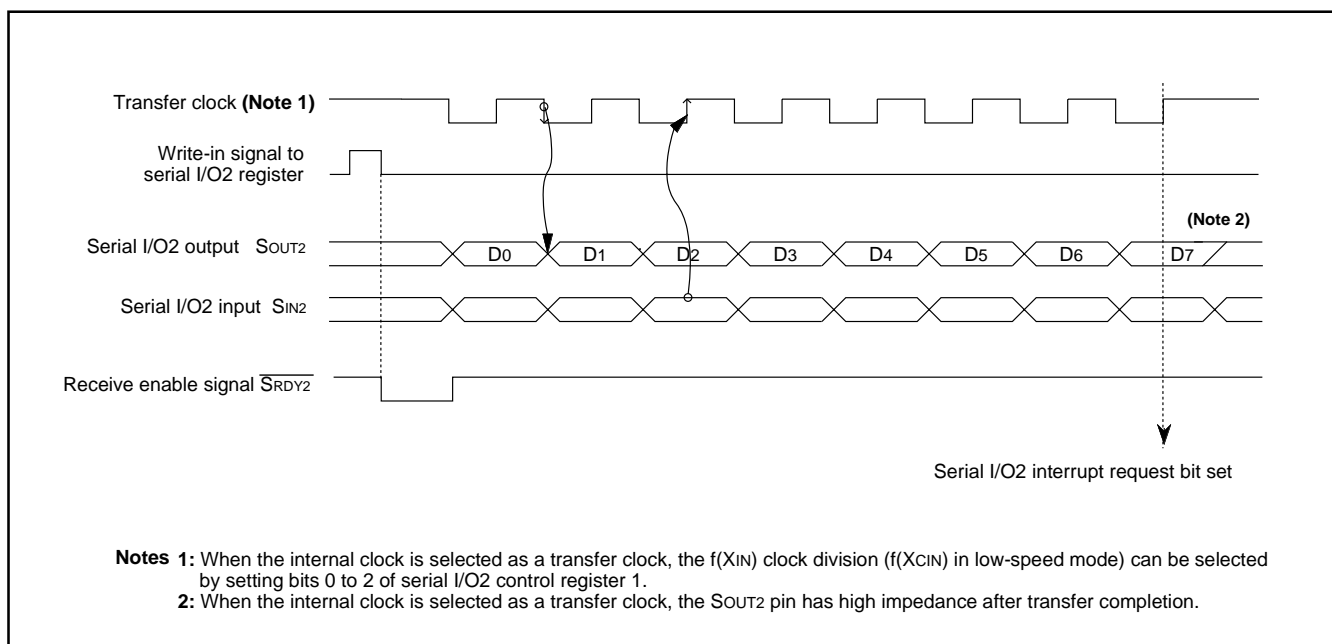 Transfer clock (Note 1)
Write-in signal to
serial I/O2 register
(Note 2)
Serial I/O2 output SOUT2
D0 D1 D2 D3 D4 D5 D6 D7
Serial I/O2 input SIN2
Receive enable signal SRDY2
Serial I/O2 interrupt request bit set
Notes 1: When the internal clock is selected as a transfer clock, the f(XIN) clock division (f(XCIN) in low-speed mode) can be selected
by setting bits 0 to 2 of serial I/O2 control register 1.
2: When the internal clock is selected as a transfer clock, the SOUT2 pin has high impedance after transfer completion.